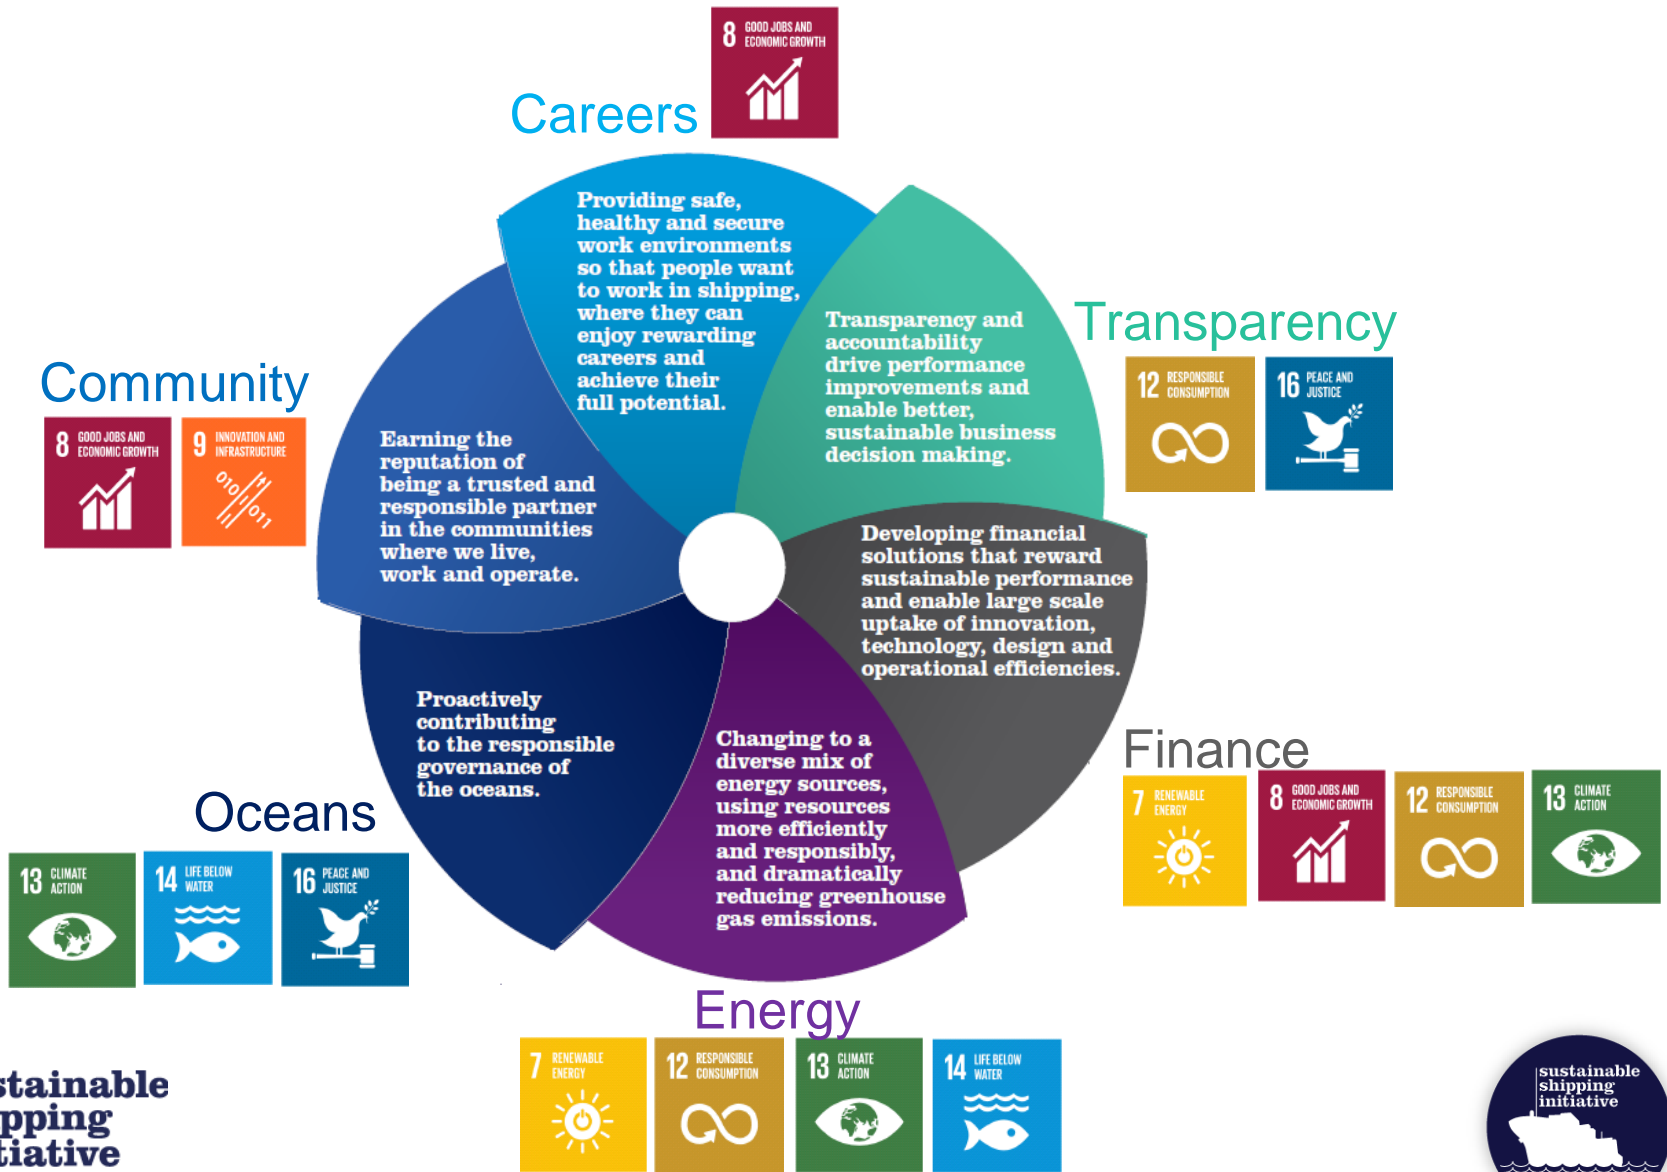 8 GOOD JOBS AND
ECONOMIC GROWTH
Careers
Providing safe,
healthy and secure
work environments
so that people want
to work in shipping,
where they can
enjoy rewarding
careers and
achieve their
full potential.
Transparency
12 RESPONSIBLE
CONSUMPTION
16 PEACE AND
JUSTICE
Transparency and
accountability
drive performance
improvements and
enable better,
sustainable business
decision making.
Community
8 GOOD JOBS AND
ECONOMIC GROWTH
9 INNOVATION AND
INFRASTRUCTURE
010
011
Earning the
reputation of
being a trusted and
responsible partner
in the communities
where we live,
work and operate.
Developing financial
solutions that reward
sustainable performance
and enable large scale
uptake of innovation,
technology, design and
operational efficiencies.
Finance
7 RENEWABLE
ENERGY
8 GOOD JOBS AND
ECONOMIC GROWTH
12 RESPONSIBLE
CONSUMPTION
13 CLIMATE
ACTION
Proactively
contributing
to the responsible
governance of
the oceans.
Oceans
13 CLIMATE
ACTION
14 LIFE BELOW
WATER
16 PEACE AND
JUSTICE
Changing to a
diverse mix of
energy sources,
using resources
more efficiently
and responsibly,
and dramatically
reducing greenhouse
gas emissions.
Energy
7 RENEWABLE
ENERGY
12 RESPONSIBLE
CONSUMPTION
13 CLIMATE
ACTION
14 LIFE BELOW
WATER
stainable
pping
tiative
sustainable
shipping
initiative